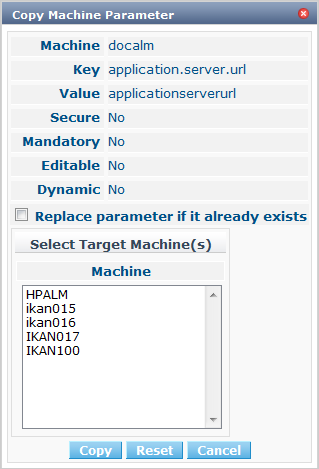 Copy Machine Parameter
Machine docalm
Key application.server.url
Value applicationserverurl
Secure No
Mandatory No
Editable No
Dynamic No
Replace parameter if it already exists
Select Target Machine(s)
Machine
HPALM
ikan015
ikan016
IKAN017
IKAN100
Copy Reset Cancel